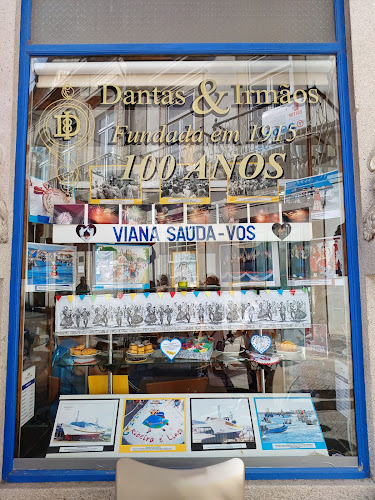 Dantas & Irmãos
Fundada em 1915
100 ANOS
VIANA SAÚDA-VOS